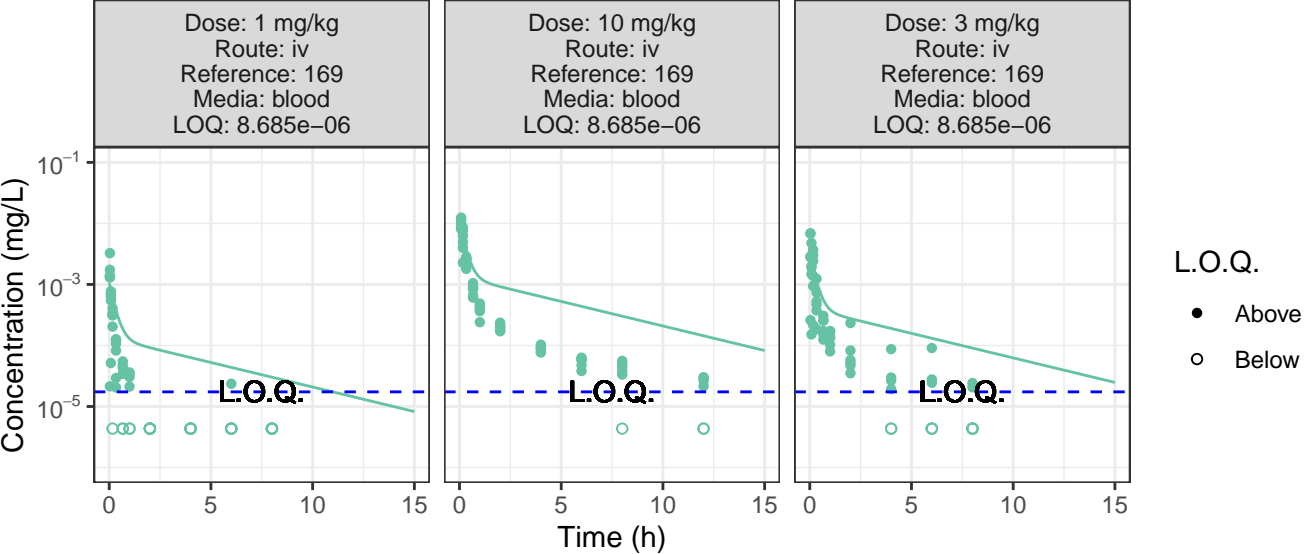 Dose: 1 mg/kg
Route: iv
Reference: 169
Media: blood
LOQ: 8.685e−06
Dose: 10 mg/kg
Route: iv
Reference: 169
Media: blood
LOQ: 8.685e−06
Dose: 3 mg/kg
Route: iv
Reference: 169
Media: blood
LOQ: 8.685e−06
Concentration (mg/L)
10⁻¹
10⁻³
10⁻⁵
L.O.Q.
L.O.Q.
L.O.Q.
0 5 10 15
0 5 10 15
0 5 10 15
Time (h)
L.O.Q.
Above
Below